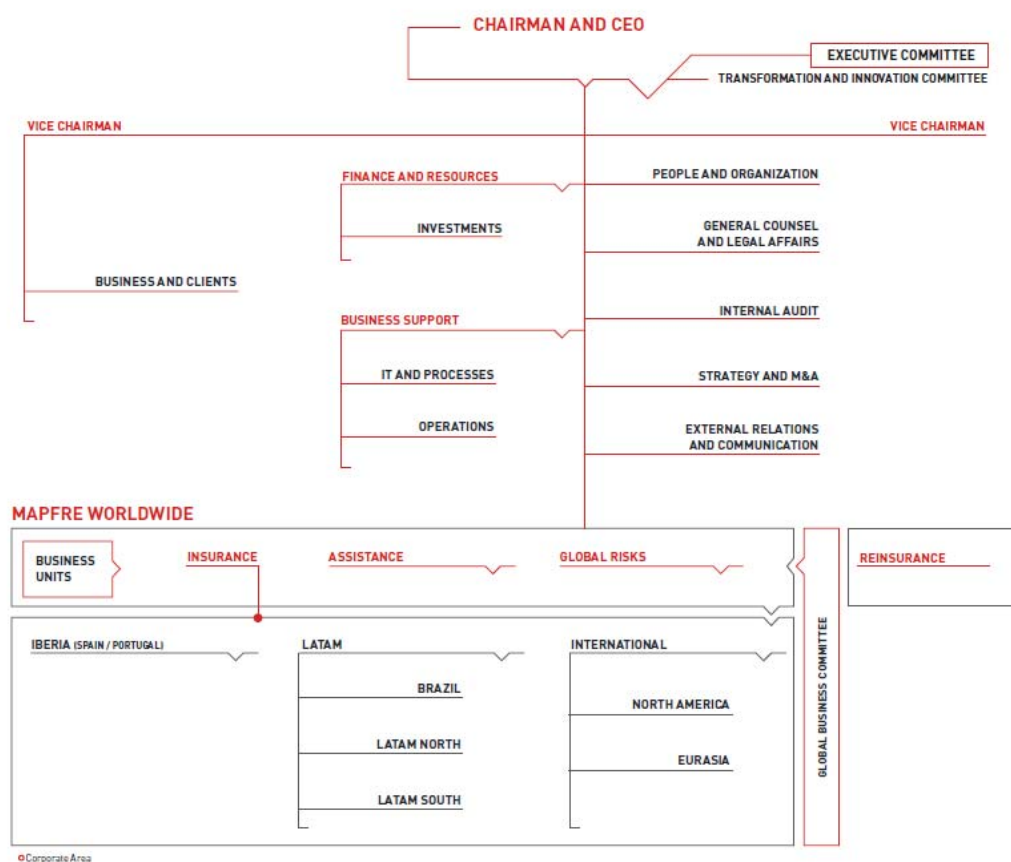 CHAIRMAN AND CEO
EXECUTIVE COMMITTEE
TRANSFORMATION AND INNOVATION COMMITTEE
VICE CHAIRMAN
VICE CHAIRMAN
FINANCE AND RESOURCES
PEOPLE AND ORGANIZATION
INVESTMENTS
GENERAL COUNSEL
AND LEGAL AFFAIRS
BUSINESS AND CLIENTS
INTERNAL AUDIT
BUSINESS SUPPORT
IT AND PROCESSES
STRATEGY AND M&A
OPERATIONS
EXTERNAL RELATIONS
AND COMMUNICATION
MAPFRE WORLDWIDE
BUSINESS
UNITS
INSURANCE
ASSISTANCE
GLOBAL RISKS
REINSURANCE
GLOBAL BUSINESS COMMITTEE
IBERIA (SPAIN / PORTUGAL)
LATAM
INTERNATIONAL
BRAZIL
NORTH AMERICA
LATAM NORTH
EURASIA
LATAM SOUTH
Corporate Area